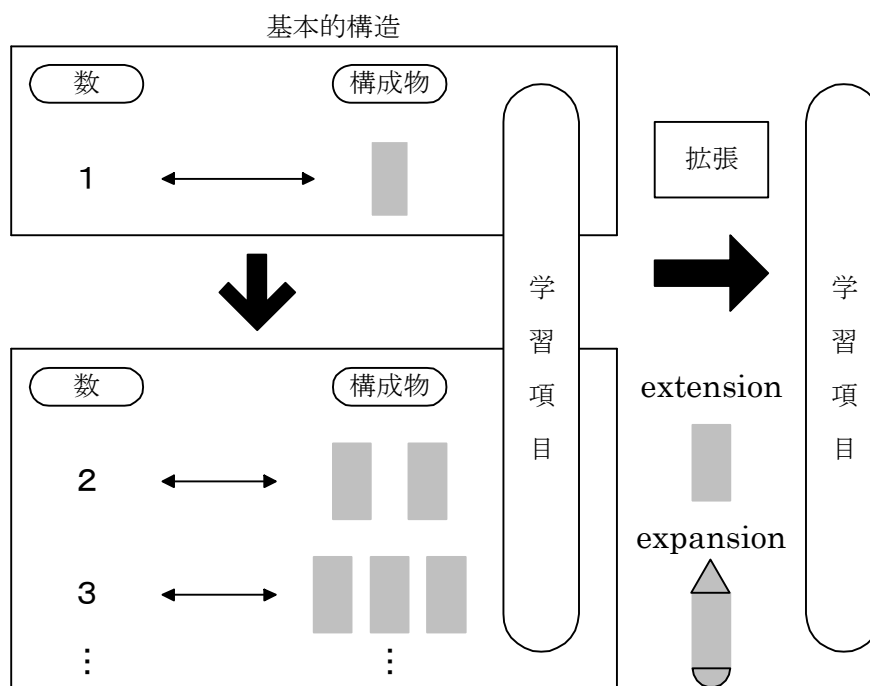 基本的構造
数
構成物
1
拡張
学習項目
学習項目
数
構成物
extension
2
expansion
3
⋮
⋮